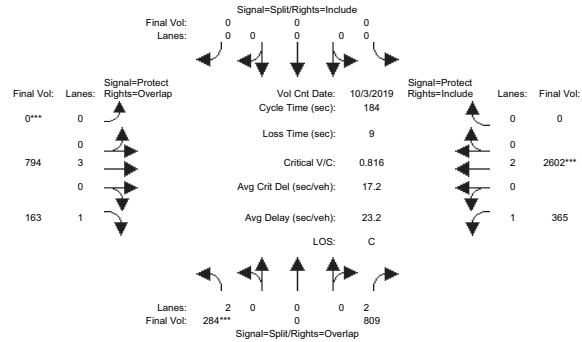 Signal=Split/Rights=Include
Final Vol: 0 0 0
Lanes: 0 0 0 0 0
Signal=Protect Signal=Protect
Final Vol: Lanes: Rights=Overlap Vol Cnt Date: 10/3/2019 Rights=Include Lanes: Final Vol:
0*** 0 Cycle Time (sec): 184 0 0
0 Loss Time (sec): 9 0
794 3 Critical V/C: 0.816 2 2602***
0 Avg Crit Del (sec/veh): 17.2 0
163 1 Avg Delay (sec/veh): 23.2 1 365
LOS: C
Lanes: 2 0 0 0 2
Final Vol: 284*** 0 809
Signal=Split/Rights=Overlap